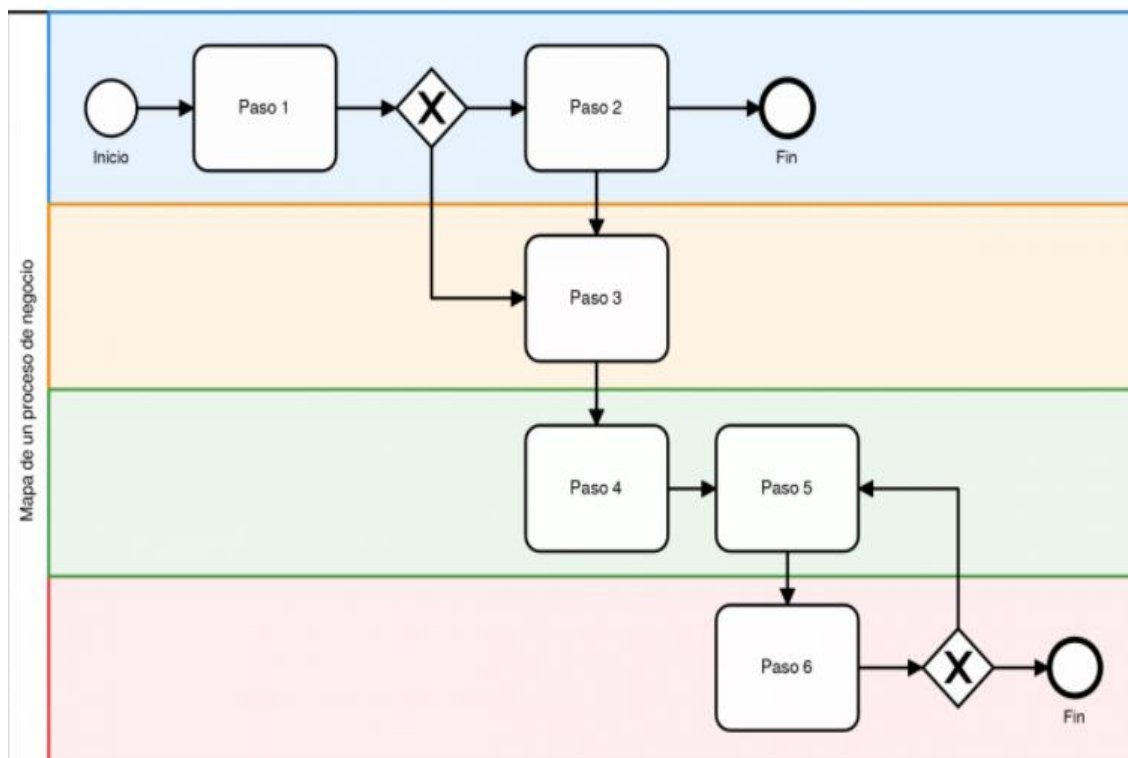 Mapa de un proceso de negocio
Inicio
Paso 1
X
Paso 2
Fin
Paso 3
Paso 4
Paso 5
Paso 6
X
Fin